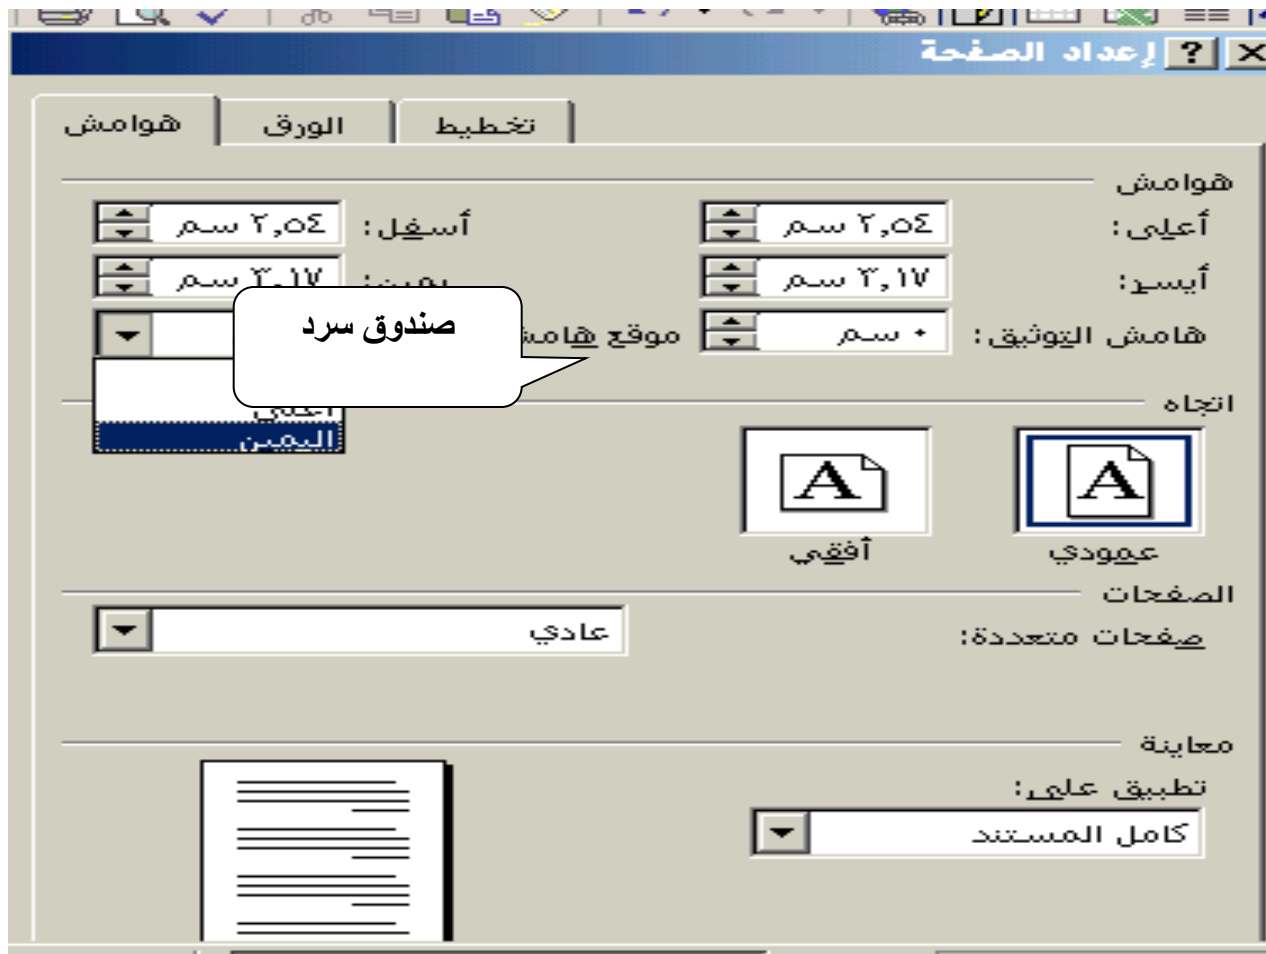 إعداد الصفحة
هوامش الورق تخطيط
هوامش
أعلى: ٢,٥٤ سم أسفل: ٢,٥٤ سم
أيسر: ٣,١٧ سم يمين: ٣,١٧ سم
هامش التوثيق: ٠ سم موقع
صندوق سرد
اليمين
اتجاه
عمودي أفقي
الصفحات
صفحات متعددة: عادي
معاينة
تطبيق على:
كامل المستند